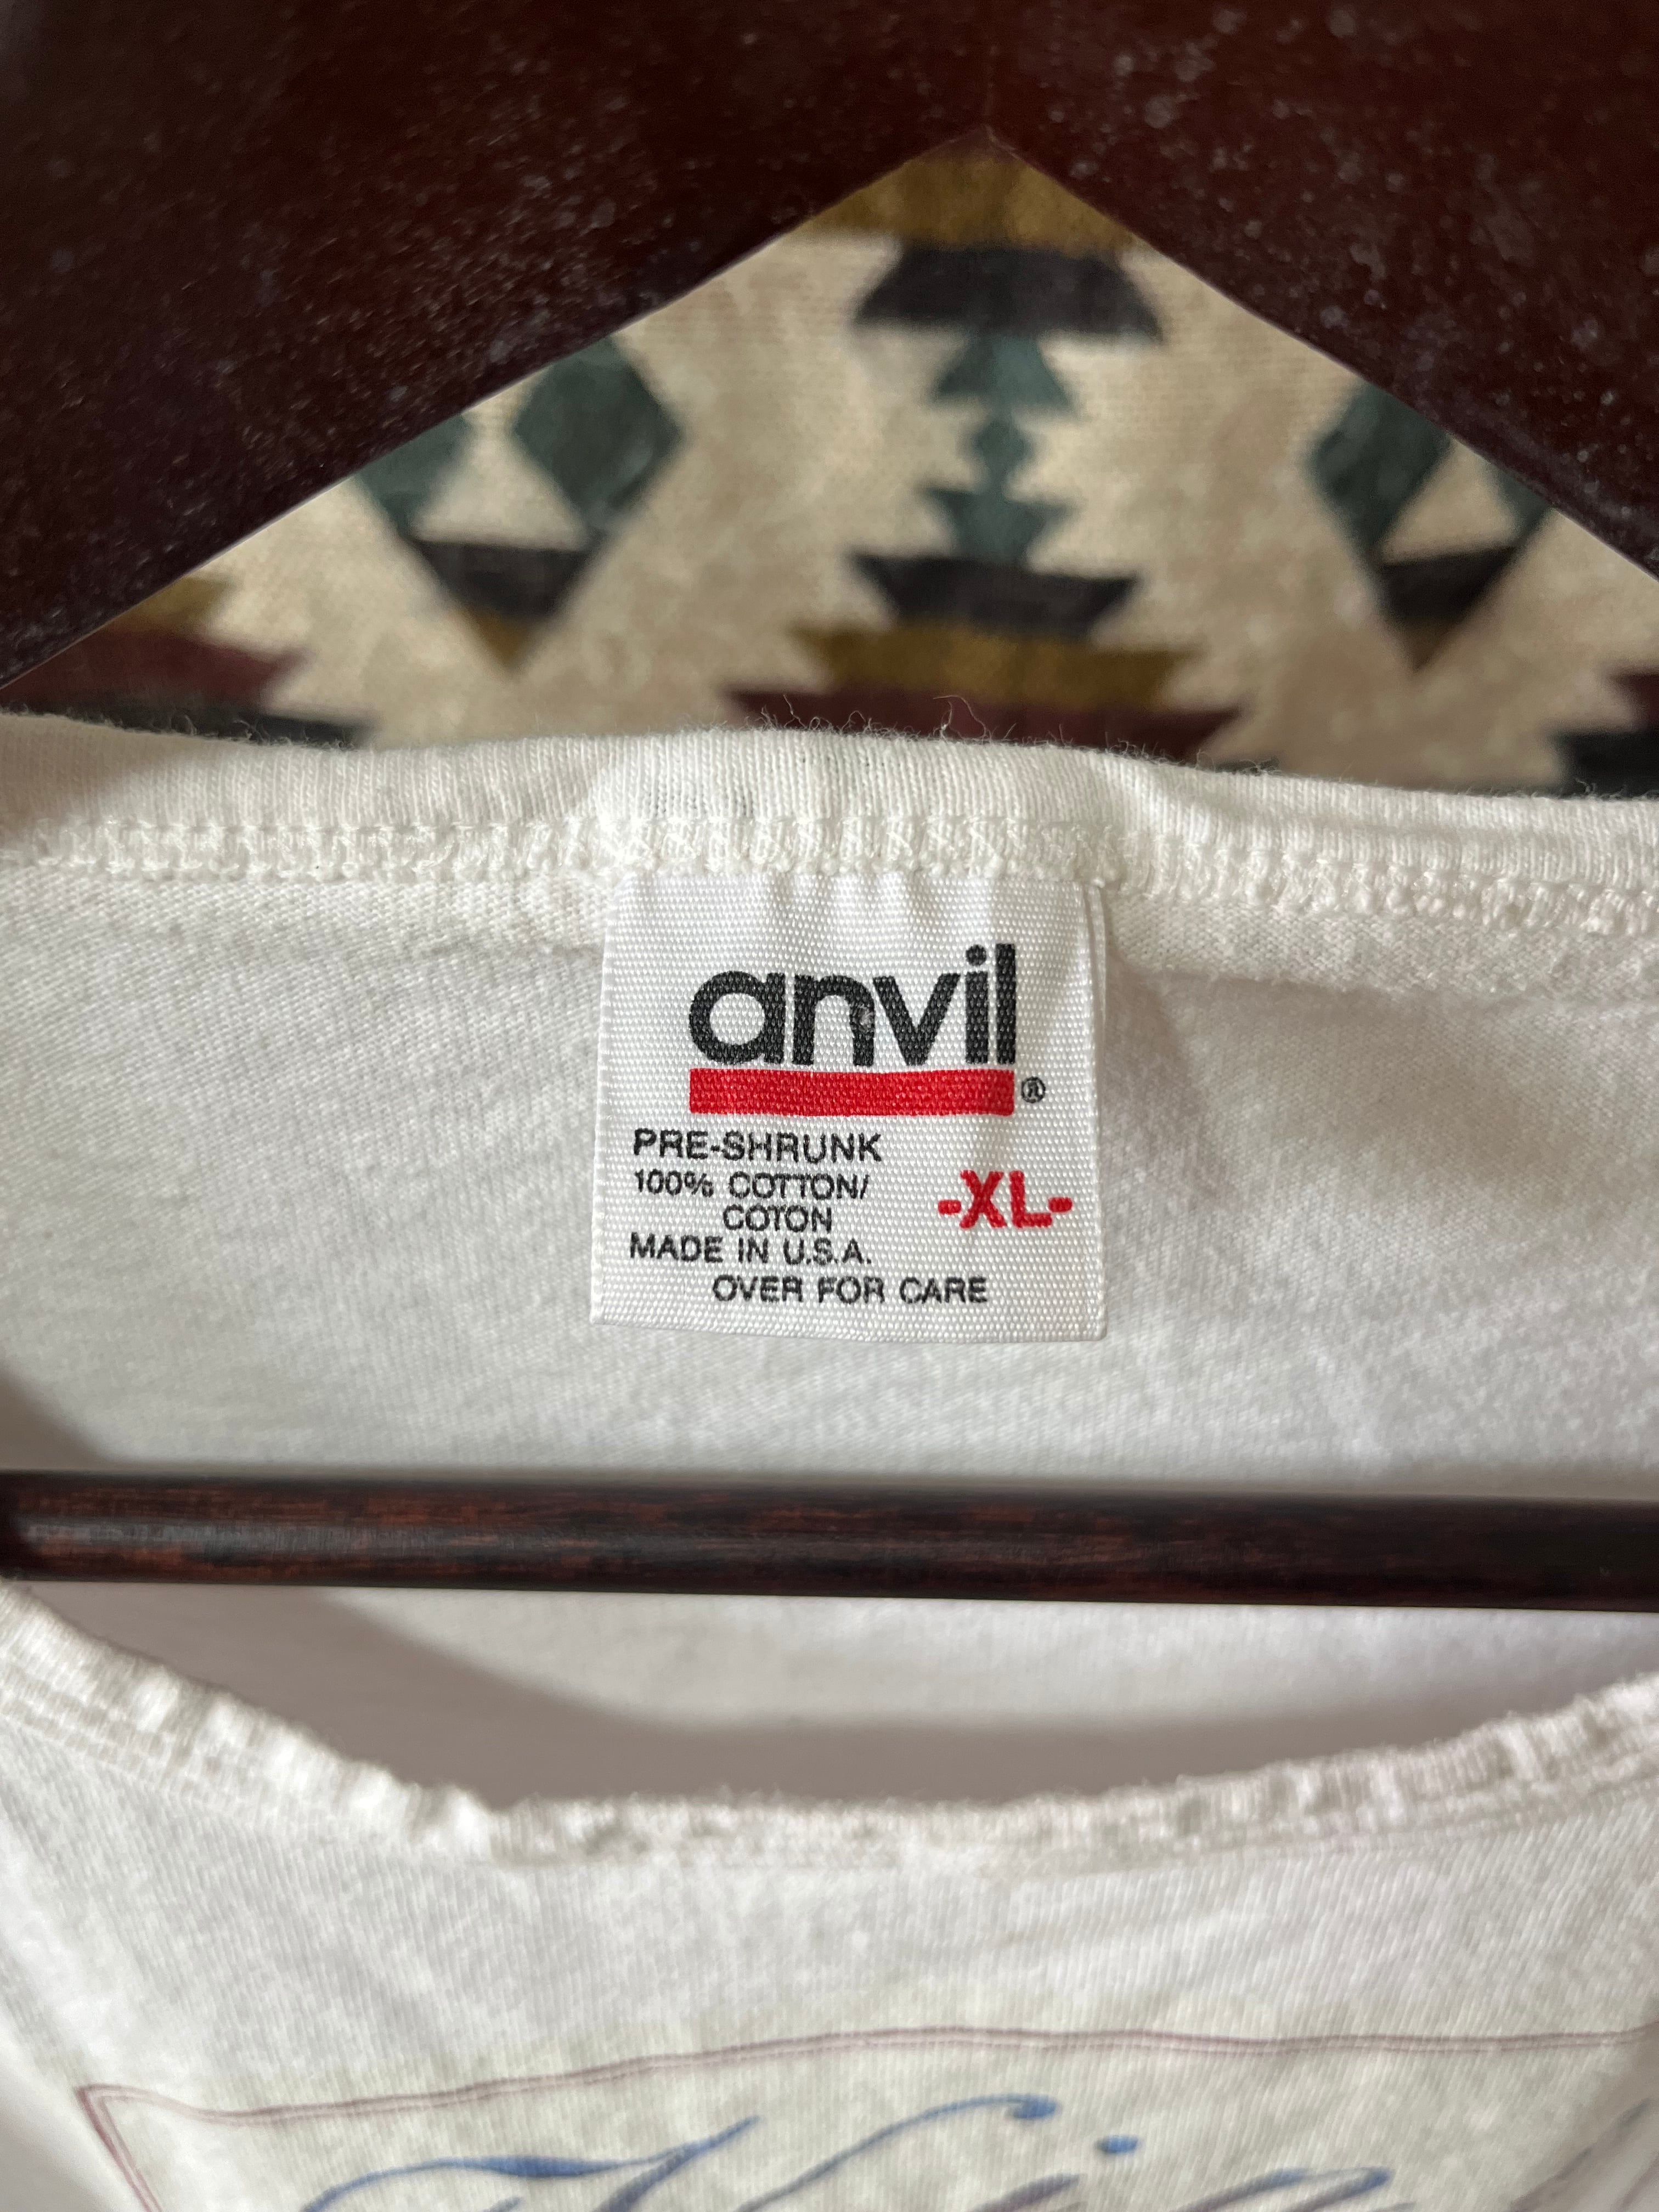 anvil
®
PRE-SHRUNK
100% COTTON/
COTON
-XL-
MADE IN U.S.A.
OVER FOR CARE